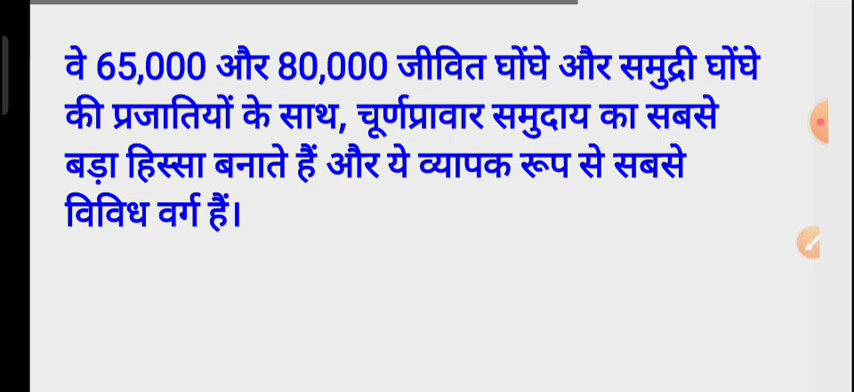 वे 65,000 और 80,000 जीवित घोंघे और समुद्री घोंघे
की प्रजातियों के साथ, चूर्णप्रावार समुदाय का सबसे
बड़ा हिस्सा बनाते हैं और ये व्यापक रूप से सबसे
विविध वर्ग हैं।